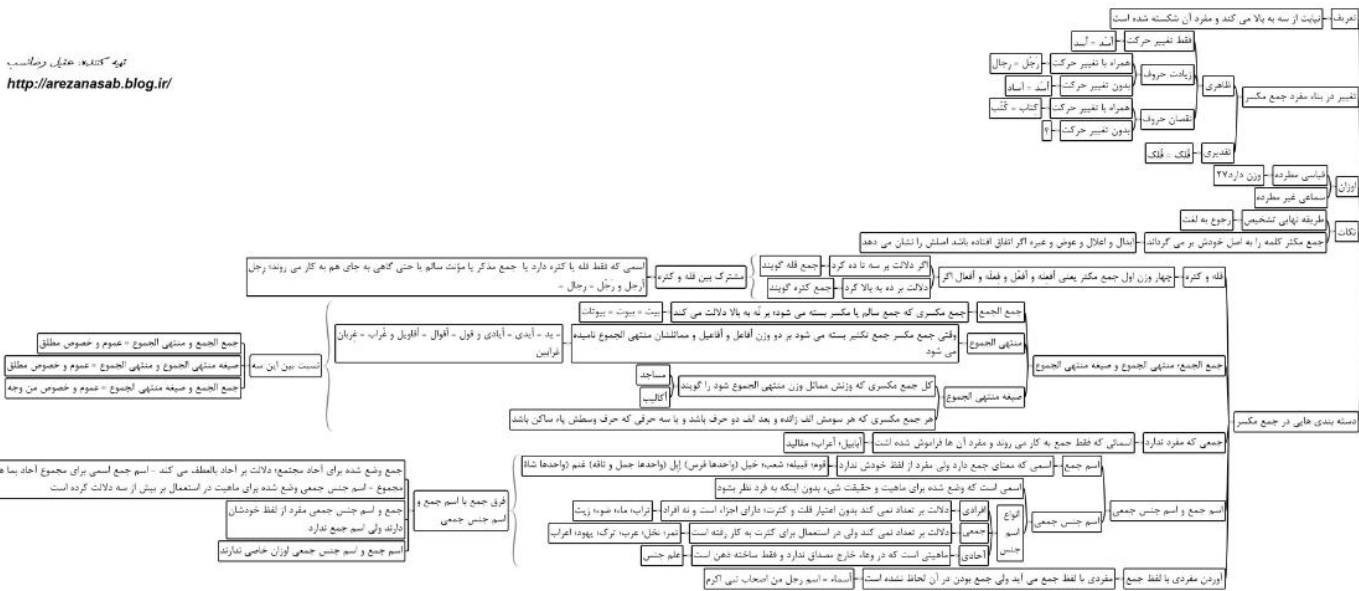 تعریف
نیابت از سه به بالا می کند و مفرد آن شکسته شده است
تهیه کننده: عقیل رضانسب
http://arezanasab.blog.ir/
تغییر در بناء مفرد جمع مکسر
ظاهری
فقط تغییر حرکت
أسَد = أُسد
زیادت حروف
همراه با تغییر حرکت
رَجُل = رِجال
بدون تغییر حرکت
أسَد = آساد
نقصان حروف
همراه با تغییر حرکت
کِتاب = کُتُب
بدون تغییر حرکت
؟
تقدیری
فُلک = فُلک
اوزان
قیاسی مطرده
۲۷وزن دارد
سماعی غیر مطرده
نکات
طریقه نهایی تشخیص
رجوع به لغت
جمع مکثر کلمه را به اصل خودش بر می گرداند
ابدال و اعلال و عوض و غیره اگر اتفاق افتاده باشد اصلش را نشان می دهد
دسته بندی هایی در جمع مکسر
قله و کثره
چهار وزن اول جمع مکثر یعنی أفعِله و أفعُل و فِعله و أفعال اگر
اگر دلالت بر سه تا ده کرد
جمع قله گویند
دلالت بر ده به بالا کرد
جمع کثره گویند
مشترک بین قله و کثره
اسمی که فقط قله یا کثره دارد یا جمع مذکر یا مؤنث سالم یا حتی گاهی به جای هم به کار می روند؛ رِجل
أرجل و رَجُل = رِجال =
جمع الجمع؛ منتهی الجموع و صیغه منتهی الجموع
جمع الجمع
جمع مکسری که جمع سالم یا مکسر بسته می شود؛ بر نُه به بالا دلالت می کند
بیت = بیوت = بیوتات
منتهی الجموع
وقتی جمع مکسر جمع تکثیر بسته می شود بر دو وزن أفاعل و أفاعیل و مماثلشان منتهی الجموع نامیده
می شود
= ید = أیدی = أیادی و قول = أقوال = أقاویل و غُراب = غِربان
غرابین
صیغه منتهی الجموع
کل جمع مکسری که وزنش مماثل وزن منتهی الجموع شود را گویند
مساجد
أکالیب
هر جمع مکسری که هر سومش الف زائده و بعد الف دو حرف باشد و یا سه حرفی که حرف وسطش یاء ساکن باشد
نسبت بین این سه
جمع الجمع و منتهی الجموع = عموم و خصوص مطلق
صیغه منتهی الجموع و منتهی الجموع = عموم و خصوص مطلق
جمع الجمع و صیغه منتهی الجموع = عموم و خصوص من وجه
جمعی که مفرد ندارد
اسمائی که فقط جمع به کار می روند و مفرد آن ها فراموش شده است
أبابیل؛ أعراب؛ مقالید
اسم جمع و اسم جنس جمعی
اسم جمع
اسمی که معنای جمع دارد ولی مفرد از لفظ خودش ندارد
قوم؛ قبیله؛ شعب؛ خیل (واحدها فرس) إبل (واحدها جمل و ناقه) غنم (واحدها شاة
اسم جنس جمعی
اسمی است که وضع شده برای ماهیت و حقیقت شیء بدون اینکه به فرد نظر بشود
انواع
اسم
جنس
إفرادی
دلالت بر تعداد نمی کند بدون اعتبار قلت و کثرت؛ دارای اجزاء است و نه افراد
تراب؛ ماء؛ ضوء؛ زیت
جمعی
دلالت بر تعداد نمی کند ولی در استعمال برای کثرت به کار رفته است
تمر؛ نخل؛ عرب؛ ترک؛ یهود؛ اعراب
آحادی
ماهیتی است که در وعاء خارج مصداق ندارد و فقط ساخته ذهن است
علم جنس
فرق جمع با اسم جمع و
اسم جنس جمعی
جمع وضع شده برای آحاد مجتمع؛ دلالت بر آحاد بالعطف می کند - اسم جمع اسمی برای مجموع آحاد بما ه
مجموع - اسم جنس جمعی وضع شده برای ماهیت در استعمال بر بیش از سه دلالت کرده است
جمع و اسم جنس جمعی مفرد از لفظ خودشان
دارند ولی اسم جمع ندارد
اسم جمع و اسم جنس جمعی اوزان خاصی ندارند
آوردن مفردی با لفظ جمع
مفردی با لفظ جمع می آید ولی جمع بودن در آن لحاظ نشده است
أسماء = اسم رجل من اصحاب نبی اکرم